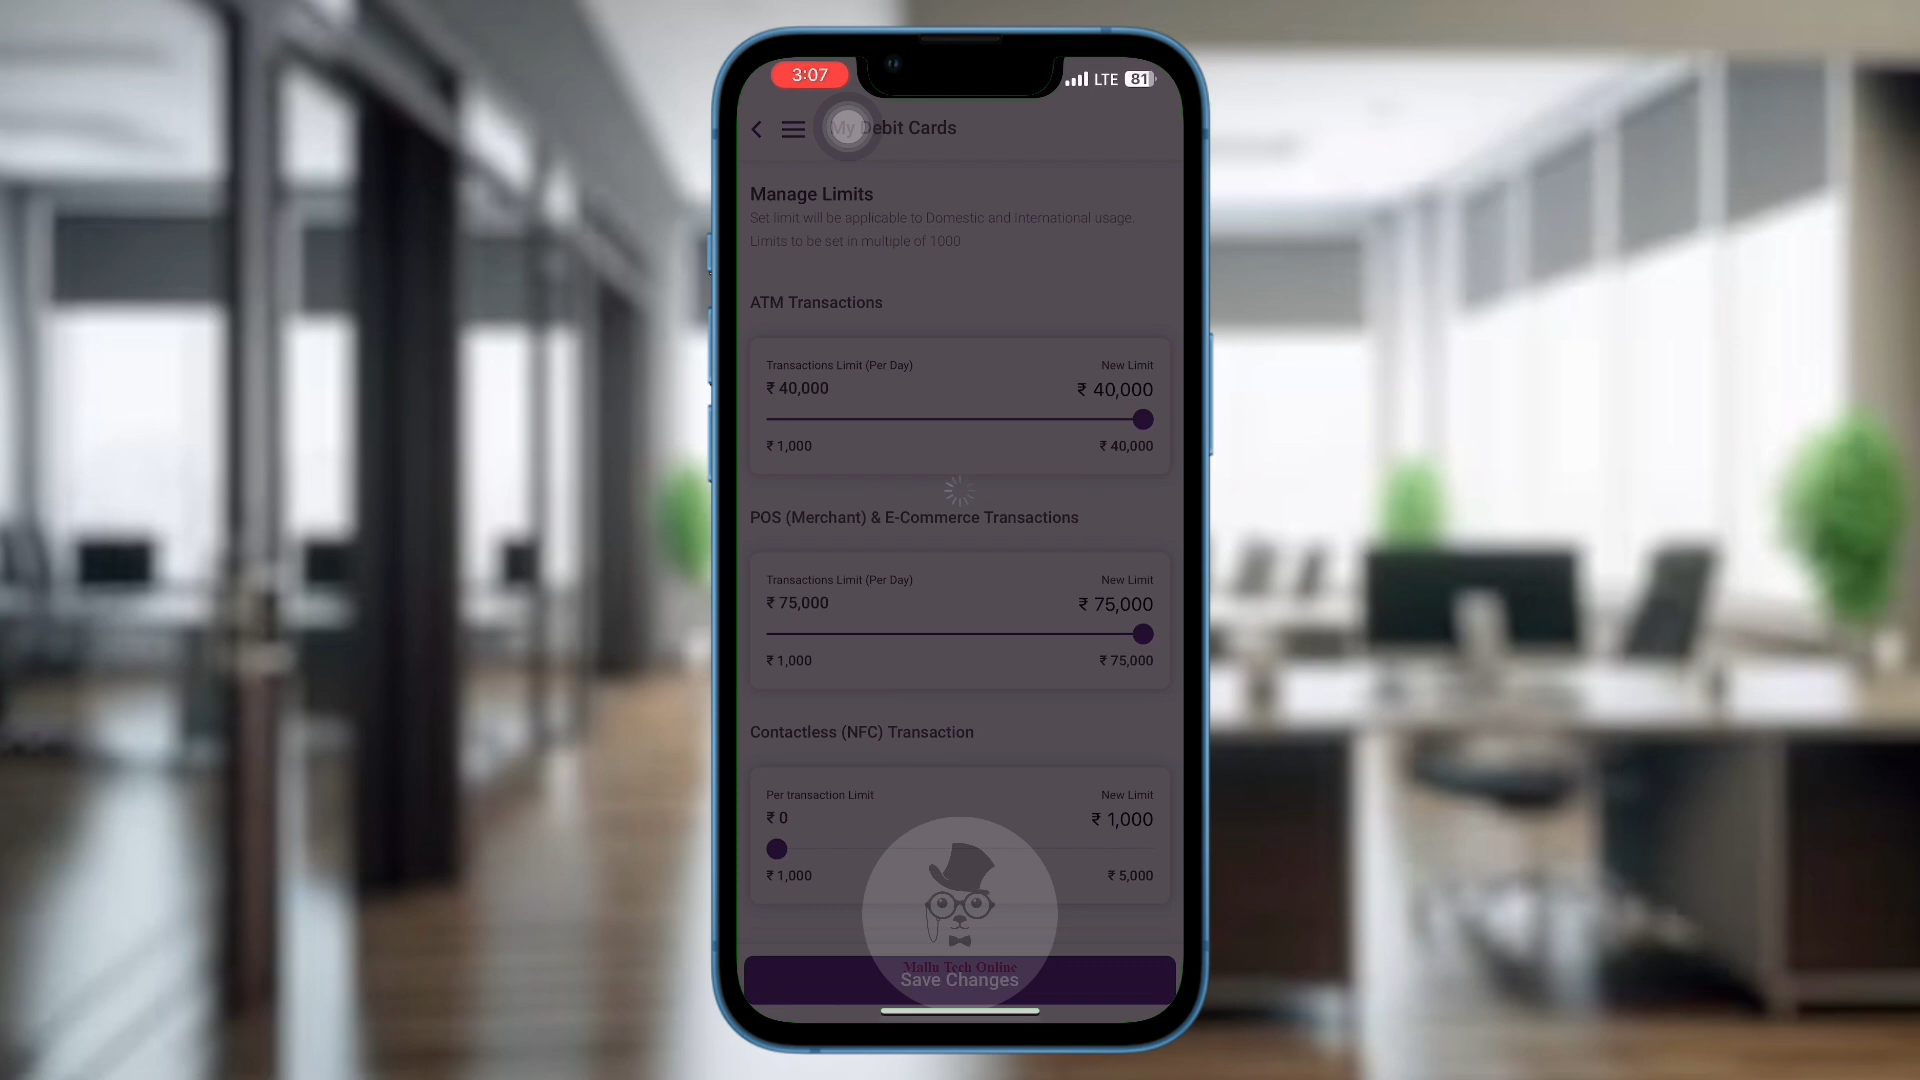 3:07
LTE 81
My Debit Cards
Manage Limits
Set limit will be applicable to Domestic and international usage.
Limits to be set in multiple of 1000
ATM Transactions
Transactions Limit (Per Day) New Limit
₹ 40,000 ₹ 40,000
₹ 1,000 ₹ 40,000
POS (Merchant) & E-Commerce Transactions
Transactions Limit (Per Day) New Limit
₹ 75,000 ₹ 75,000
₹ 1,000 ₹ 75,000
Contactless (NFC) Transaction
Per transaction Limit New Limit
₹ 0 ₹ 1,000
₹ 1,000 ₹ 5,000
Mallu Tech Online
Save Changes